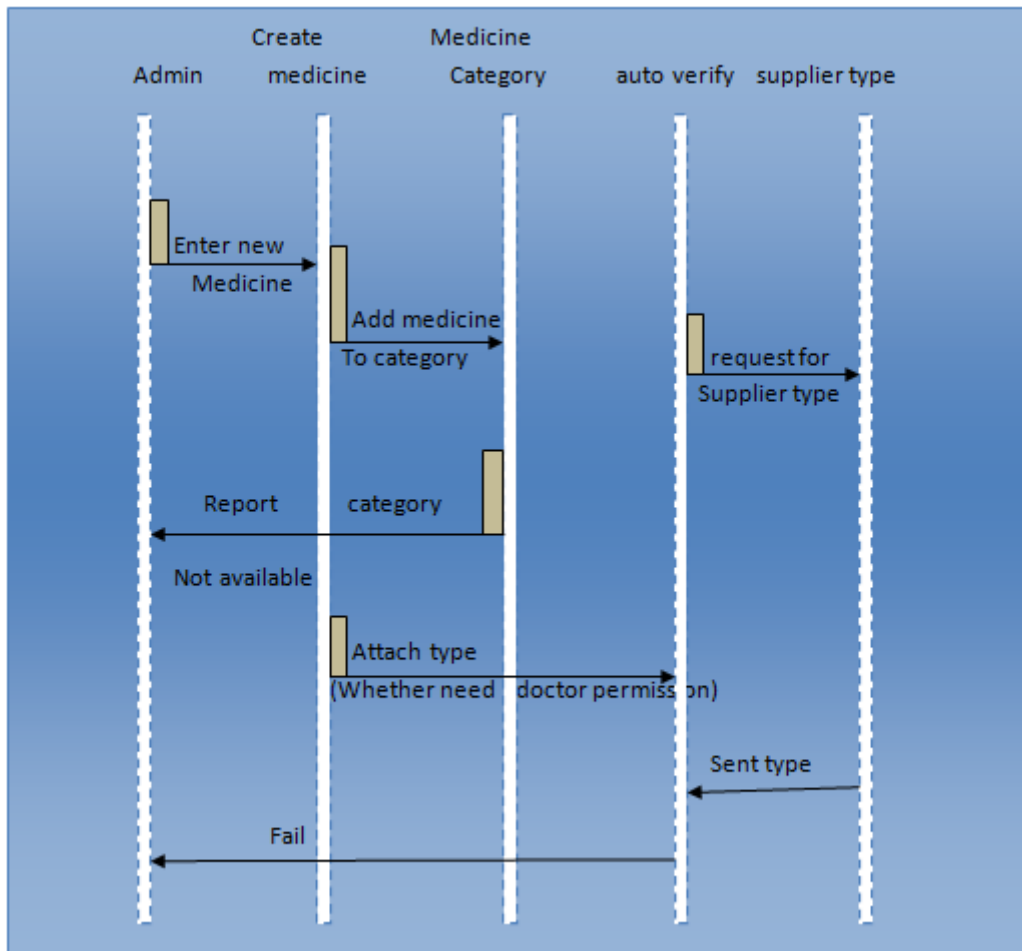 Create Medicine
Admin medicine Category auto verify supplier type
Enter new
Medicine
Add medicine
To category
request for
Supplier type
Report category
Not available
Attach type
(Whether need doctor permission)
Sent type
Fail